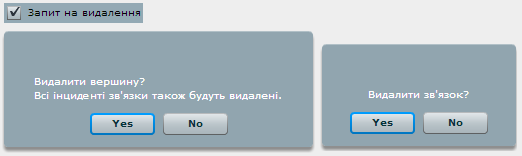 Запит на видалення
Видалити вершину?
Всі інциденті зв'язки також будуть видалені.
Yes No
Видалити зв'язок?
Yes No